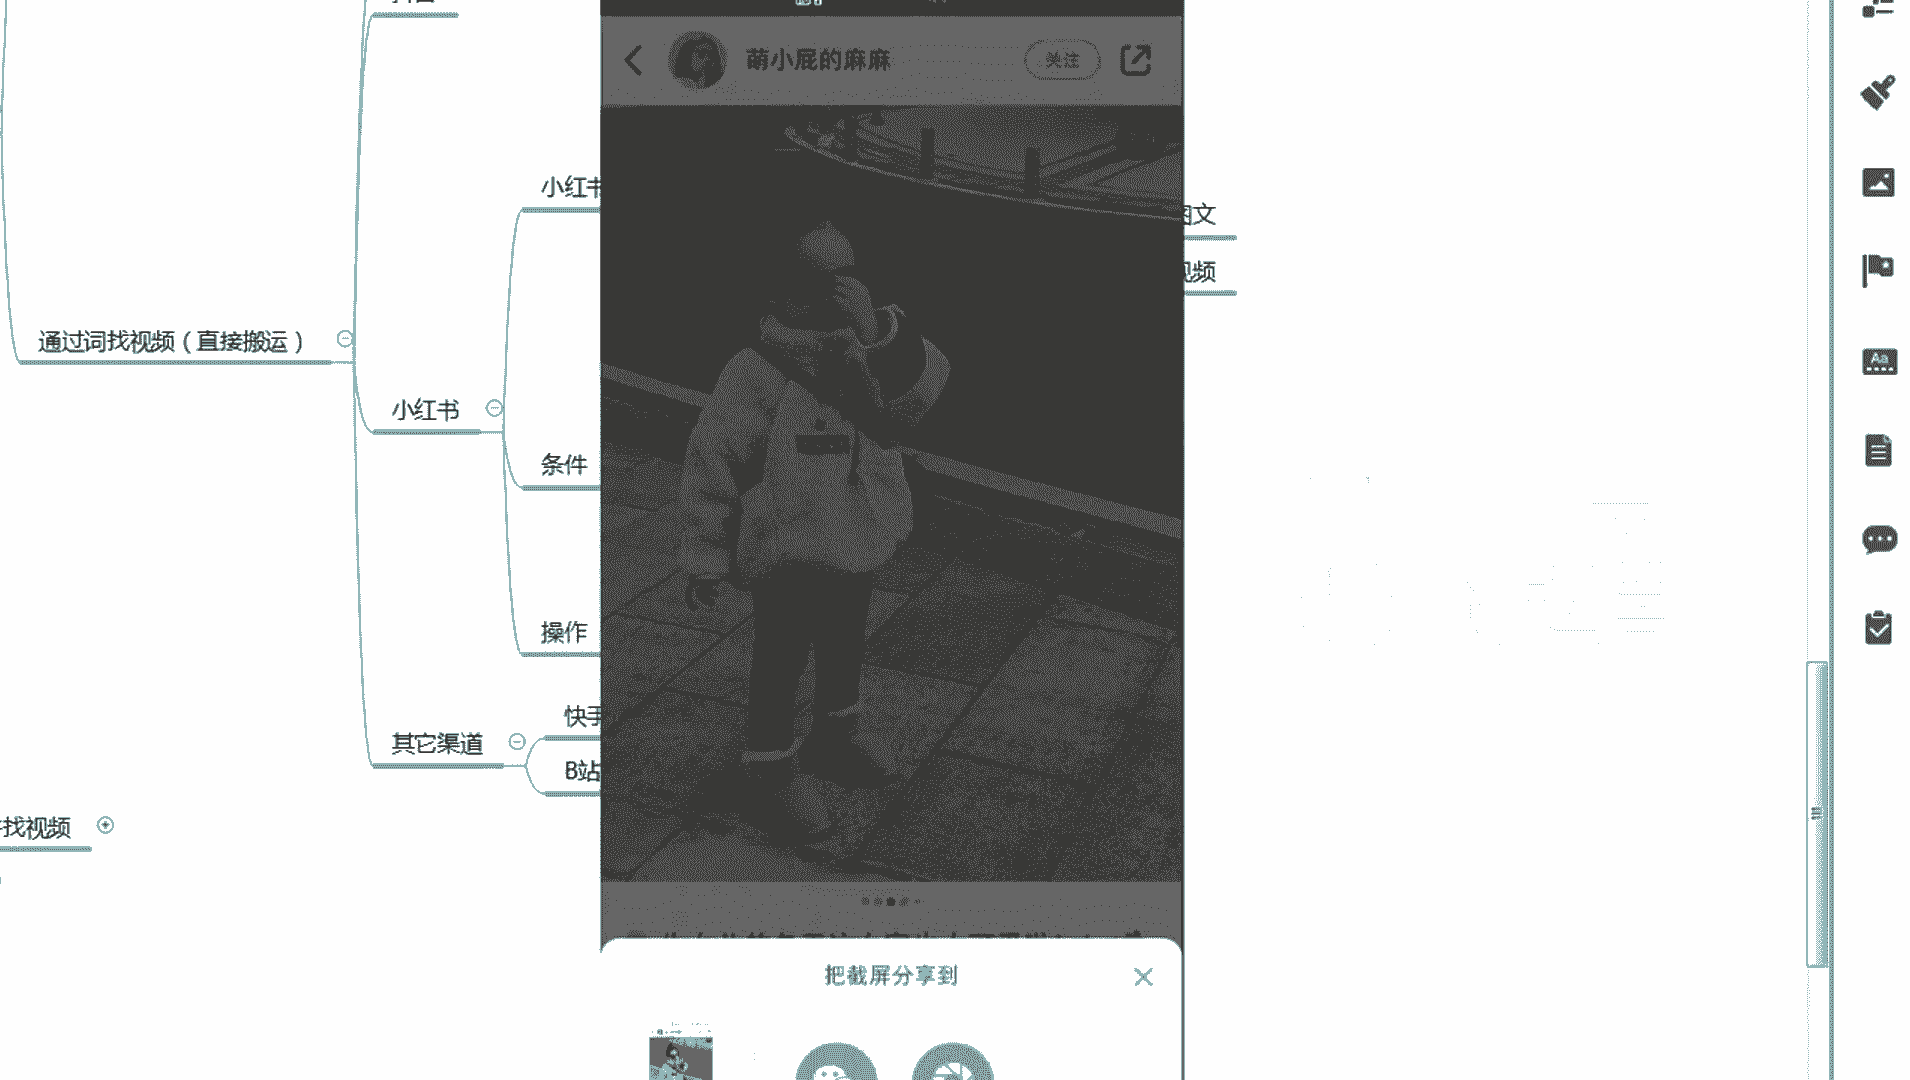 萌小屁的麻麻
关注
小红书
图文
视频
通过词找视频（直接搬运）
小红书
条件
操作
快手
其它渠道
B站
找视频
把截屏分享到
Aa